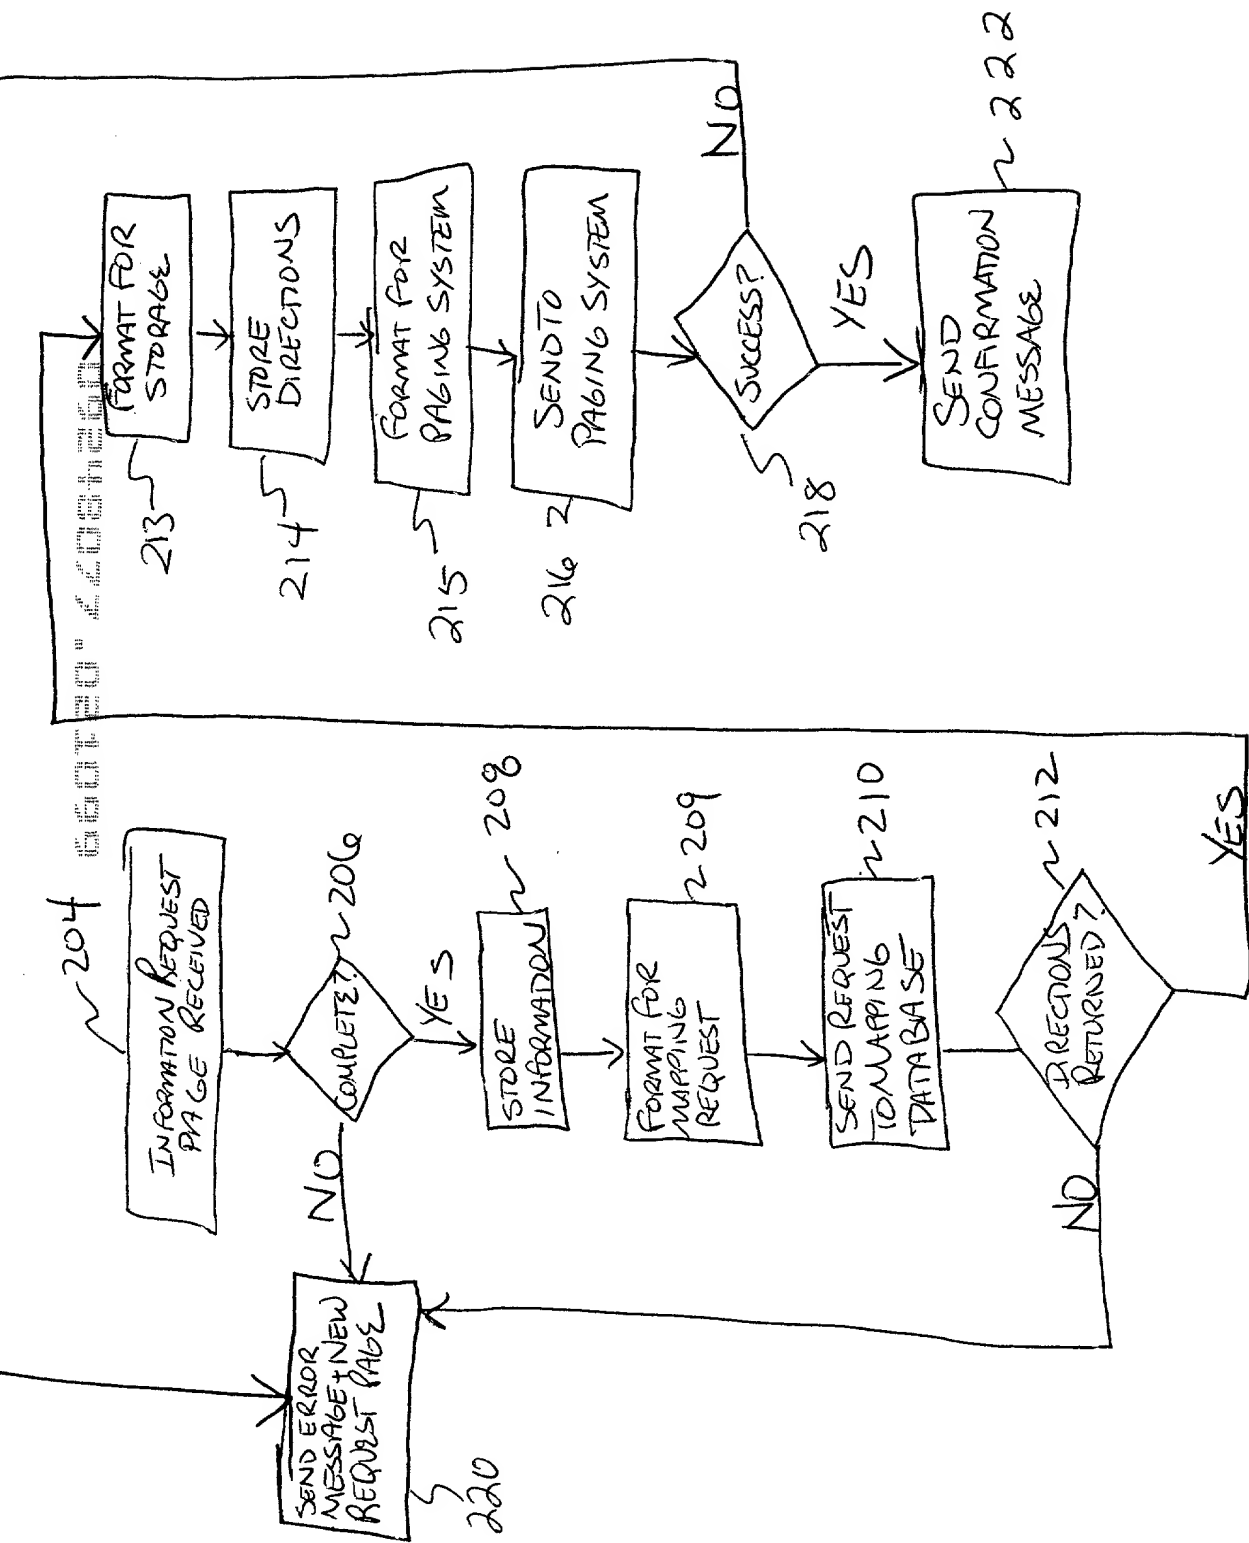 204
INFORMATION REQUEST
PAGE RECEIVED
COMPLETE?
206
NO
YES
STORE
INFORMATION
208
FORMAT FOR
MAPPING
REQUEST
209
SEND REQUEST
TO MAPPING
DATABASE
210
DIRECTIONS
RETURNED?
212
NO
YES
SEND ERROR
MESSAGE + NEW
REQUEST PAGE
220
FORMAT FOR
STORAGE
213
STORE
DIRECTIONS
214
FORMAT FOR
PAGING SYSTEM
215
SEND TO
PAGING SYSTEM
216
SUCCESS?
218
NO
YES
SEND
CONFIRMATION
MESSAGE
222